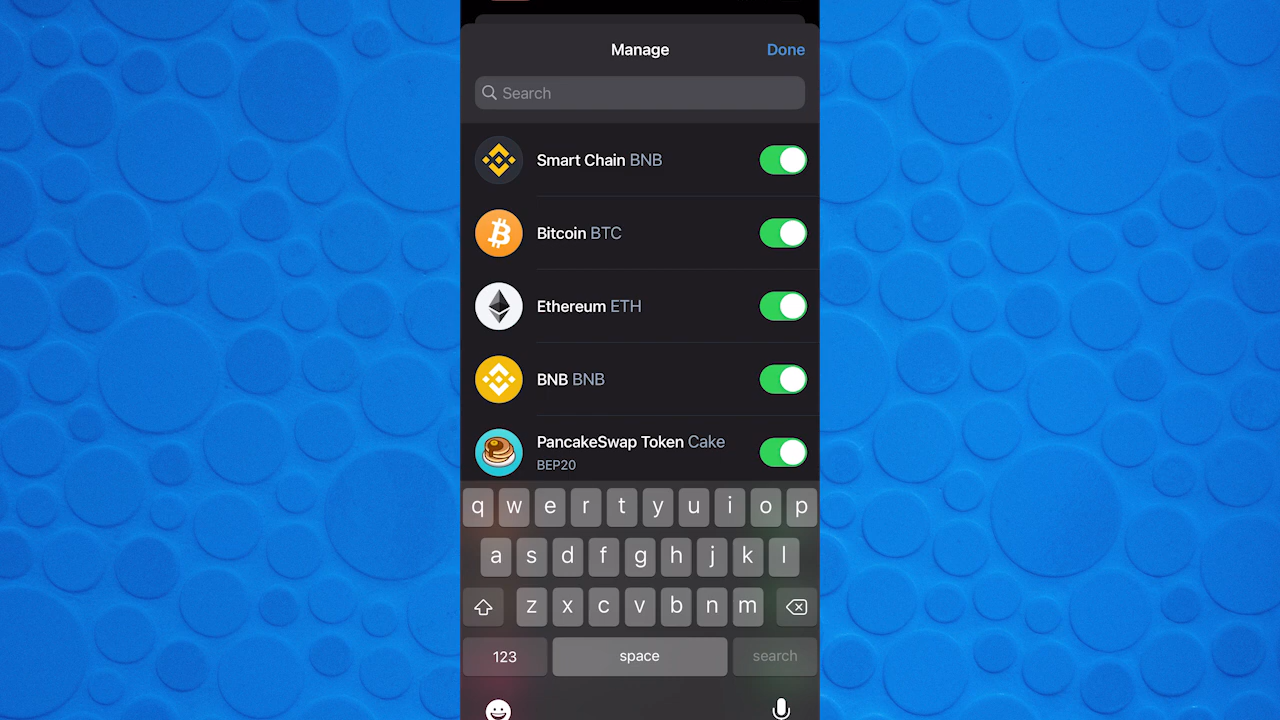 Manage
Done
Search
Smart Chain BNB
Bitcoin BTC
Ethereum ETH
BNB BNB
PancakeSwap Token Cake
BEP20
q w e r t y u i o p
a s d f g h j k l
z x c v b n m
123 space search